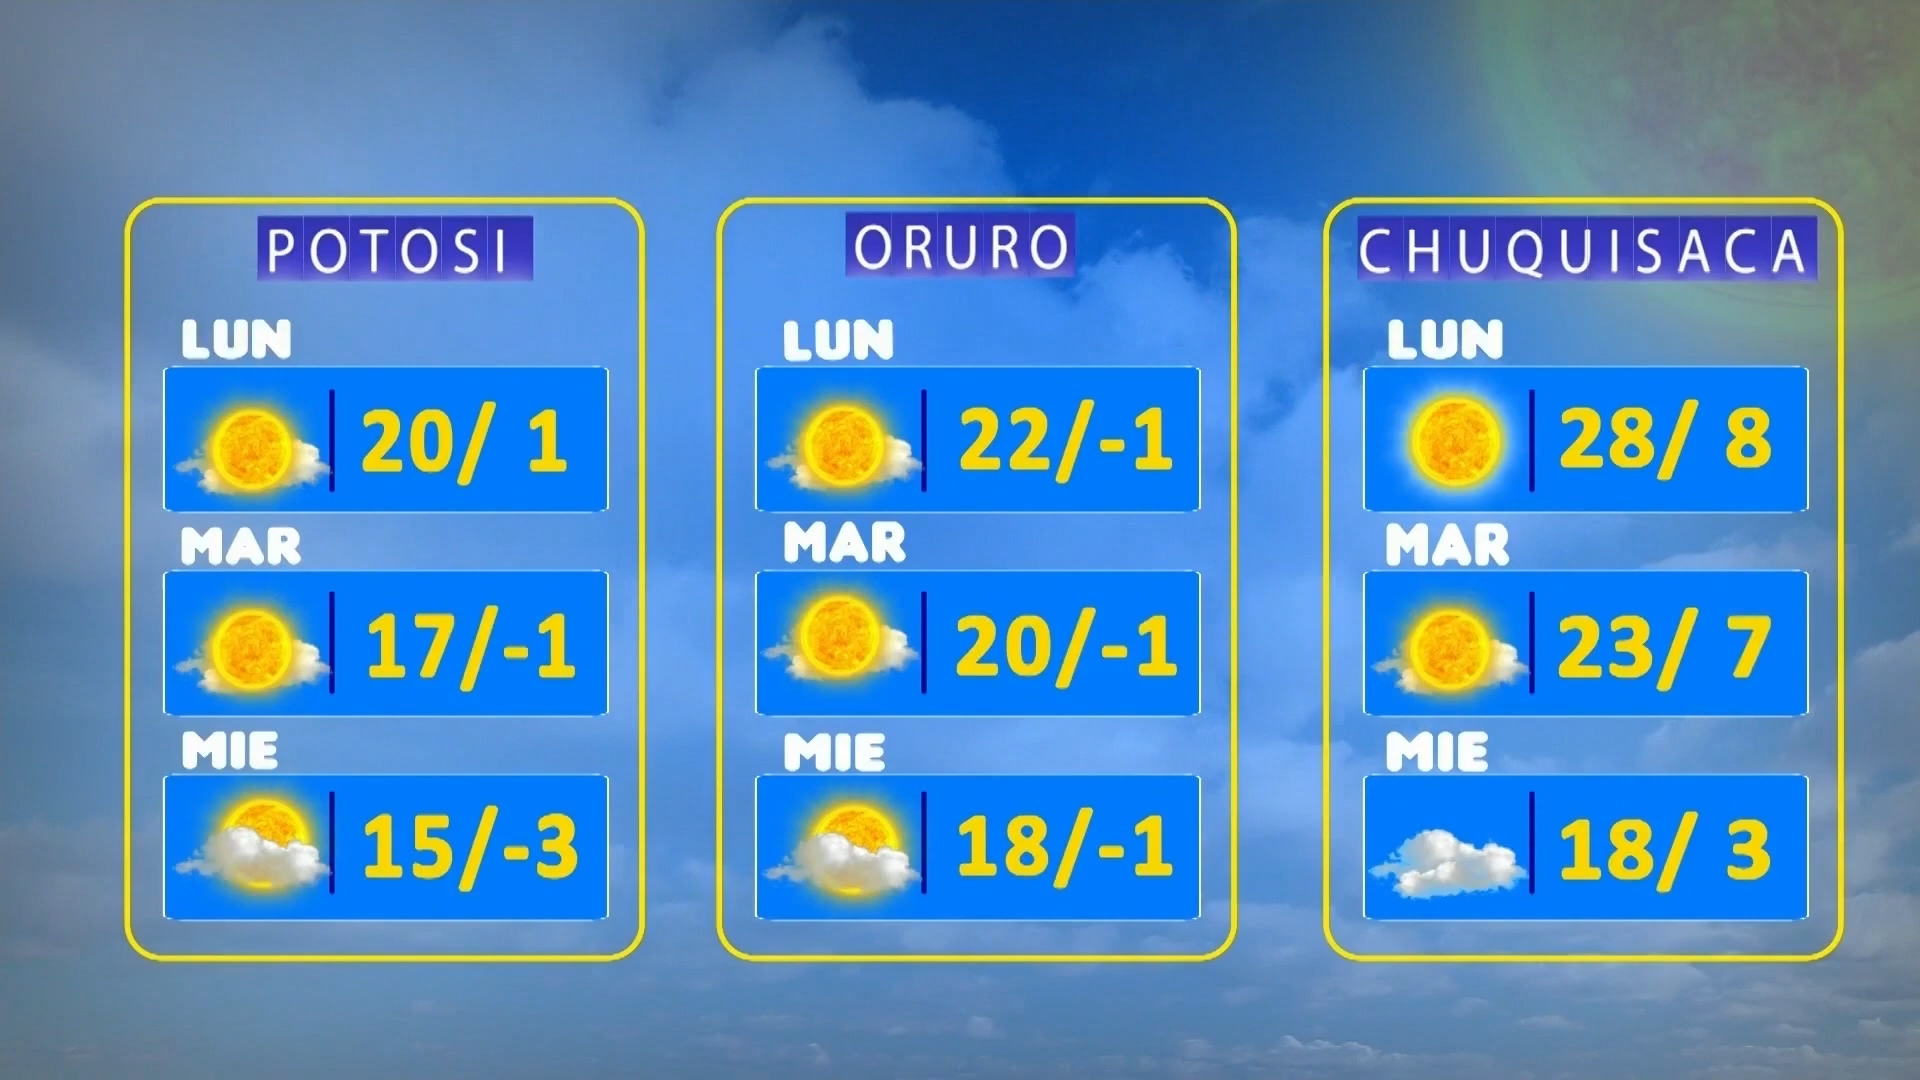 POTOSI
LUN
20/ 1
MAR
17/-1
MIE
15/-3
ORURO
LUN
22/-1
MAR
20/-1
MIE
18/-1
CHUQUISACA
LUN
28/ 8
MAR
23/ 7
MIE
18/ 3